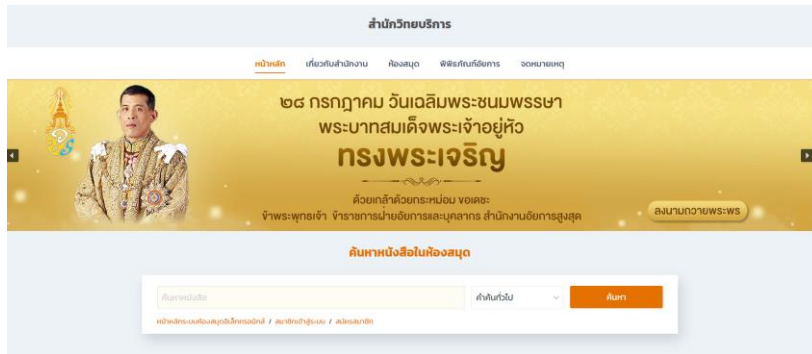 สำนักวิทยบริการ
หน้าหลัก เกี่ยวกับสำนักงาน ห้องสมุด พิพิธภัณฑ์อัยการ จดหมายเหตุ
๒๘ กรกฎาคม วันเฉลิมพระชนมพรรษา
พระบาทสมเด็จพระเจ้าอยู่หัว
ทรงพระเจริญ
ด้วยเกล้าด้วยกระหม่อม ขอเดชะ
ข้าพระพุทธเจ้า ข้าราชการฝ่ายอัยการและบุคลากร สำนักงานอัยการสูงสุด
ลงนามถวายพระพร
ค้นหาหนังสือในห้องสมุด
ค้นหาหนังสือ คำค้นทั่วไป ค้นหา
หน้าหลักระบบห้องสมุดอิเล็กทรอนิกส์ / สมาชิกเข้าสู่ระบบ / สมัครสมาชิก